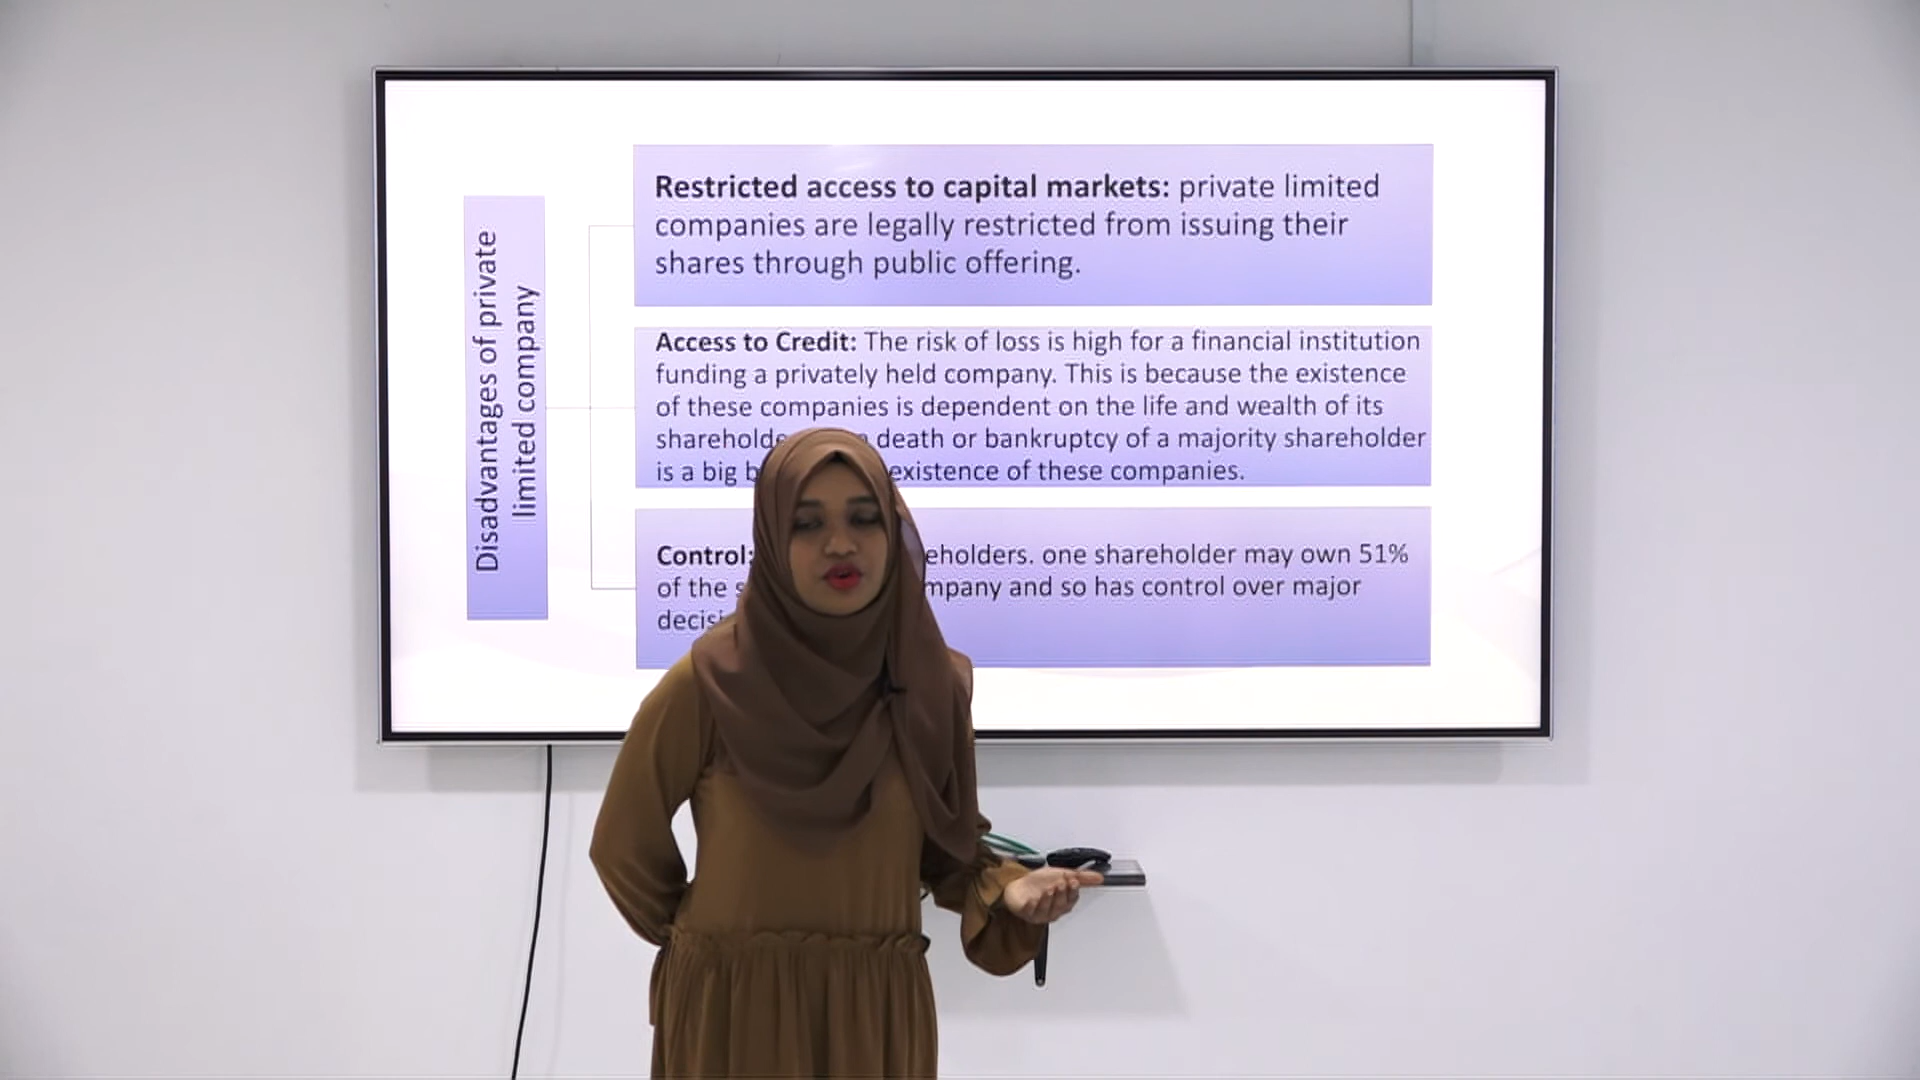 Disadvantages of private
limited company
Restricted access to capital markets: private limited
companies are legally restricted from issuing their
shares through public offering.
Access to Credit: The risk of loss is high for a financial institution
funding a privately held company. This is because the existence
of these companies is dependent on the life and wealth of its
death or bankruptcy of a majority shareholder
is a big existence of these companies.
Control: one shareholder may own 51%
of the and so has control over major